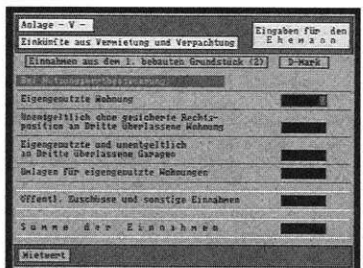 Anlage - V -
Einkünfte aus Vermietung und Verpachtung
Eingaben für den
Ehemann
Einnahmen aus dem 1. bebauten Grundstück (2)
D-Mark
Bei Nutzungswertbesteuerung
Eigengenutzte Wohnung
Unentgeltlich ohne gesicherte Rechts-
position an Dritte überlassene Wohnung
Eigengenutzte und unentgeltlich
an Dritte überlassene Garagen
Umlagen für eigengenutzte Wohnungen
Öffentl. Zuschüsse und sonstige Einnahmen
Summe der Einnahmen
Mietwert